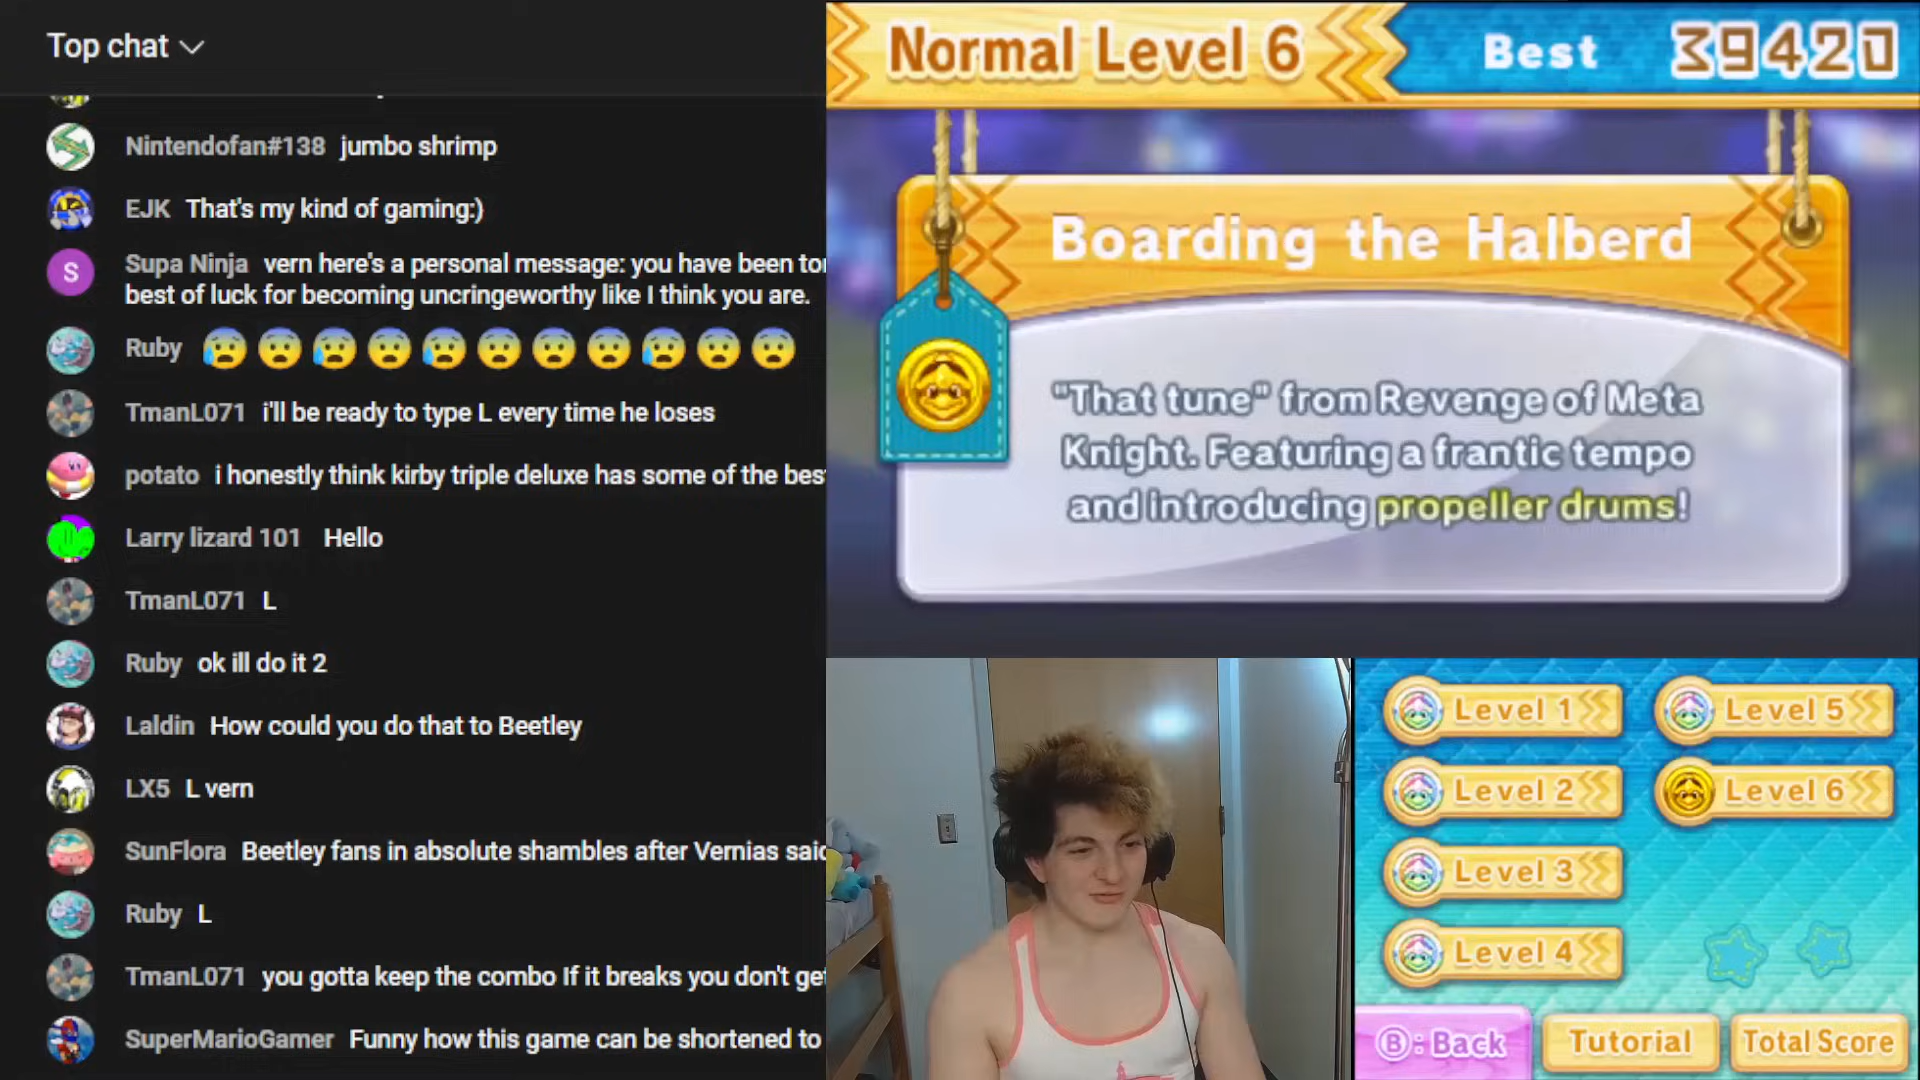 Top chat
Nintendofan#138 jumbo shrimp
EJK That's my kind of gaming:)
S
Supa Ninja vern here's a personal message: you have been
best of luck for becoming uncringeworthy like I think you are.
Ruby
TmanL071 i'll be ready to type L every time he loses
potato i honestly think kirby triple deluxe has some of the best
Larry lizard 101 Hello
TmanL071 L
Ruby ok ill do it 2
Laldin How could you do that to Beetley
LX5 L vern
SunFlora Beetley fans in absolute shambles after Vernias said
Ruby L
TmanL071 you gotta keep the combo If it breaks you don't get
SuperMarioGamer Funny how this game can be shortened to
Normal Level 6
Best 39420
Boarding the Halberd
"That tune" from Revenge of Meta
Knight. Featuring a frantic tempo
and introducing propeller drums!
Level 1
Level 5
Level 2
Level 6
Level 3
Level 4
B: Back
Tutorial
Total Score